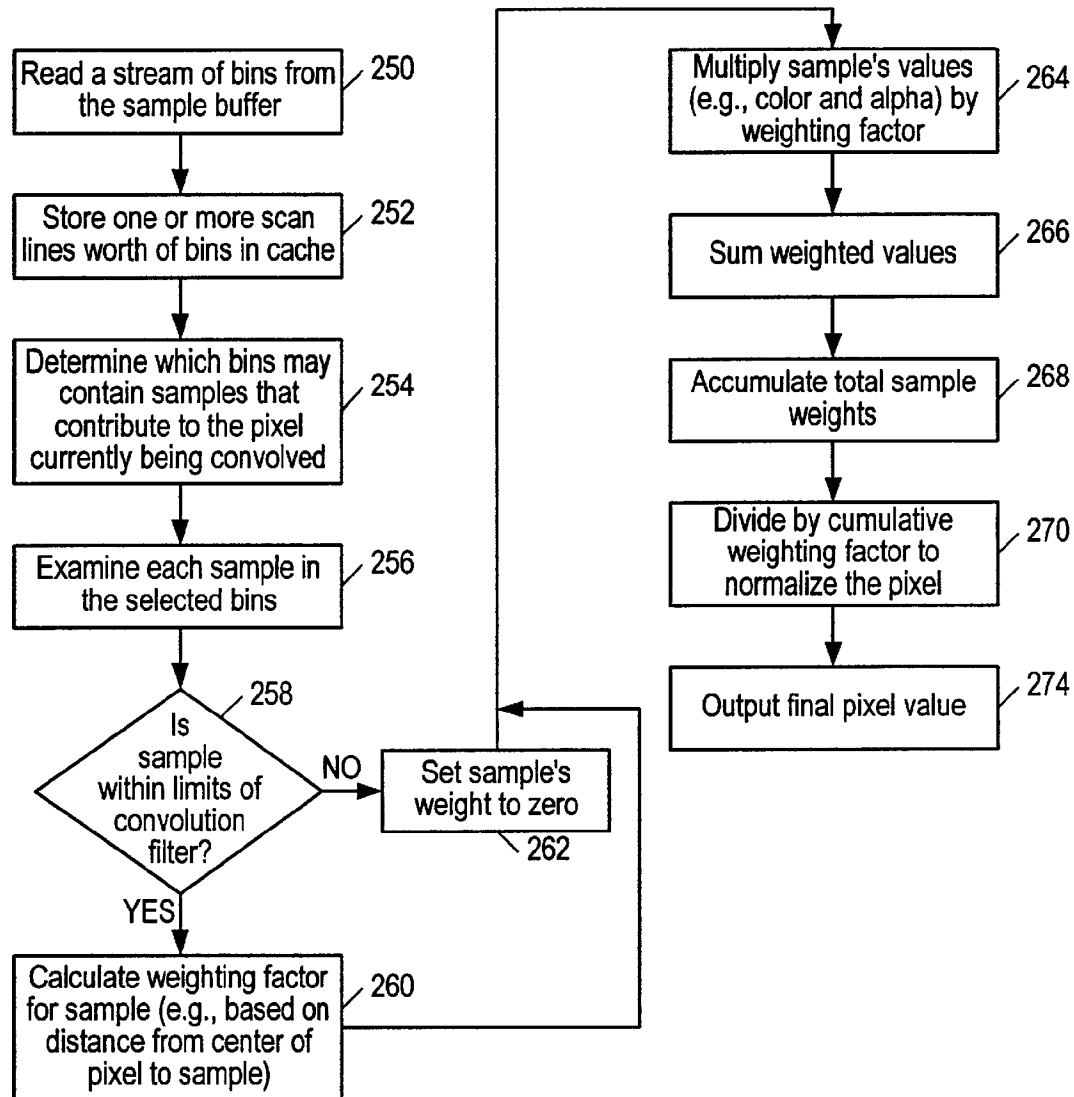 Read a stream of bins from
the sample buffer
250
Store one or more scan
lines worth of bins in cache
252
Determine which bins may
contain samples that
contribute to the pixel
currently being convolved
254
Examine each sample in
the selected bins
256
Is
sample
within limits of
convolution
filter?
258
NO
YES
Set sample's
weight to zero
262
Calculate weighting factor
for sample (e.g., based on
distance from center of
pixel to sample)
260
Multiply sample's values
(e.g., color and alpha) by
weighting factor
264
Sum weighted values
266
Accumulate total sample
weights
268
Divide by cumulative
weighting factor to
normalize the pixel
270
Output final pixel value
274